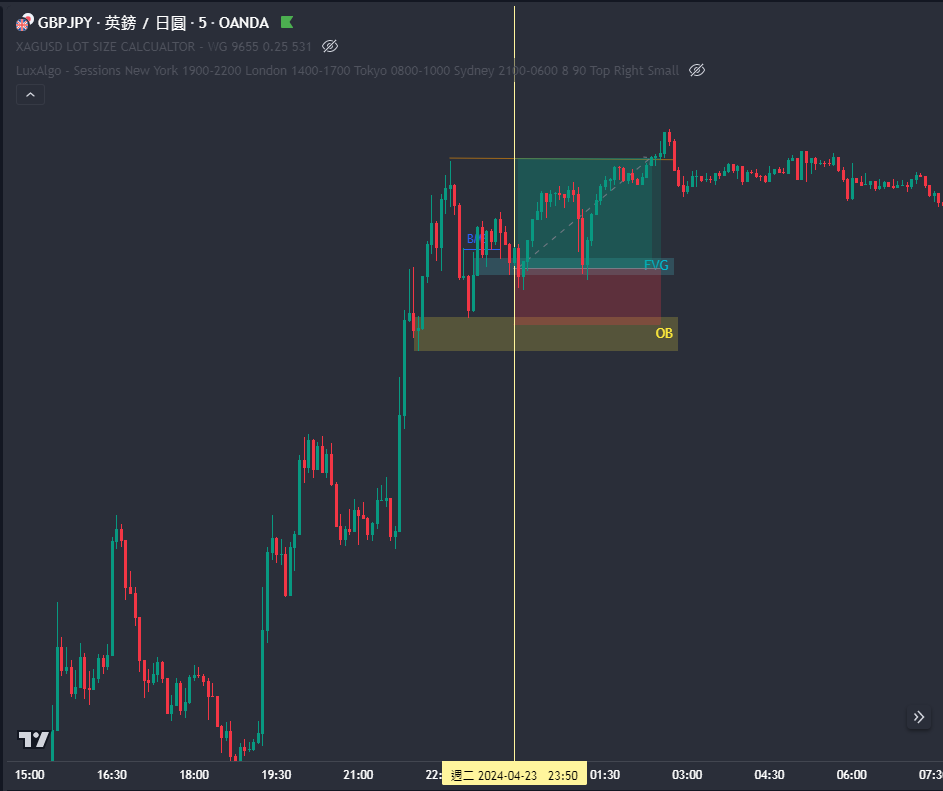 GBPJPY · 英鎊 / 日圓 · 5 · OANDA
XAGUSD LOT SIZE CALCUALTOR - WG 9655 0.25 531
LuxAlgo - Sessions New York 1900-2200 London 1400-1700 Tokyo 0800-1000 Sydney 2100-0600 8 90 Top Right Small
FVG
OB
15:00 16:30 18:00 19:30 21:00 週二 2024-04-23 23:50 01:30 03:00 04:30 06:00